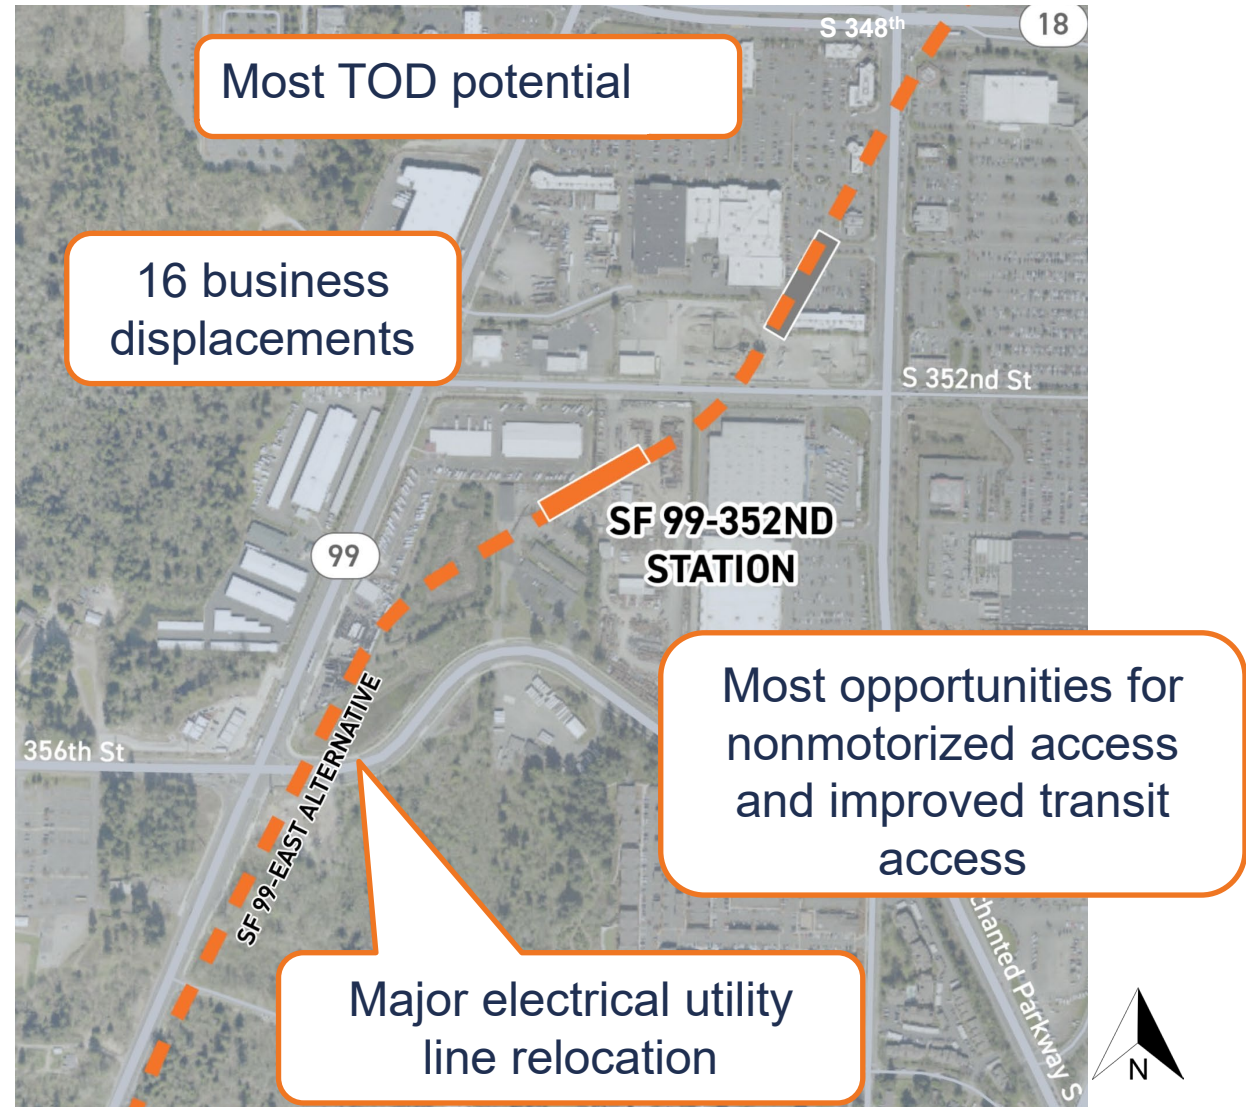 S 348th
18
Most TOD potential
16 business
displacements
S 352nd St
SF 99-352ND
STATION
99
Most opportunities for
nonmotorized access
and improved transit
access
356th St
SF 99-EAST ALTERNATIVE
Major electrical utility
line relocation
chanted Parkway S
N